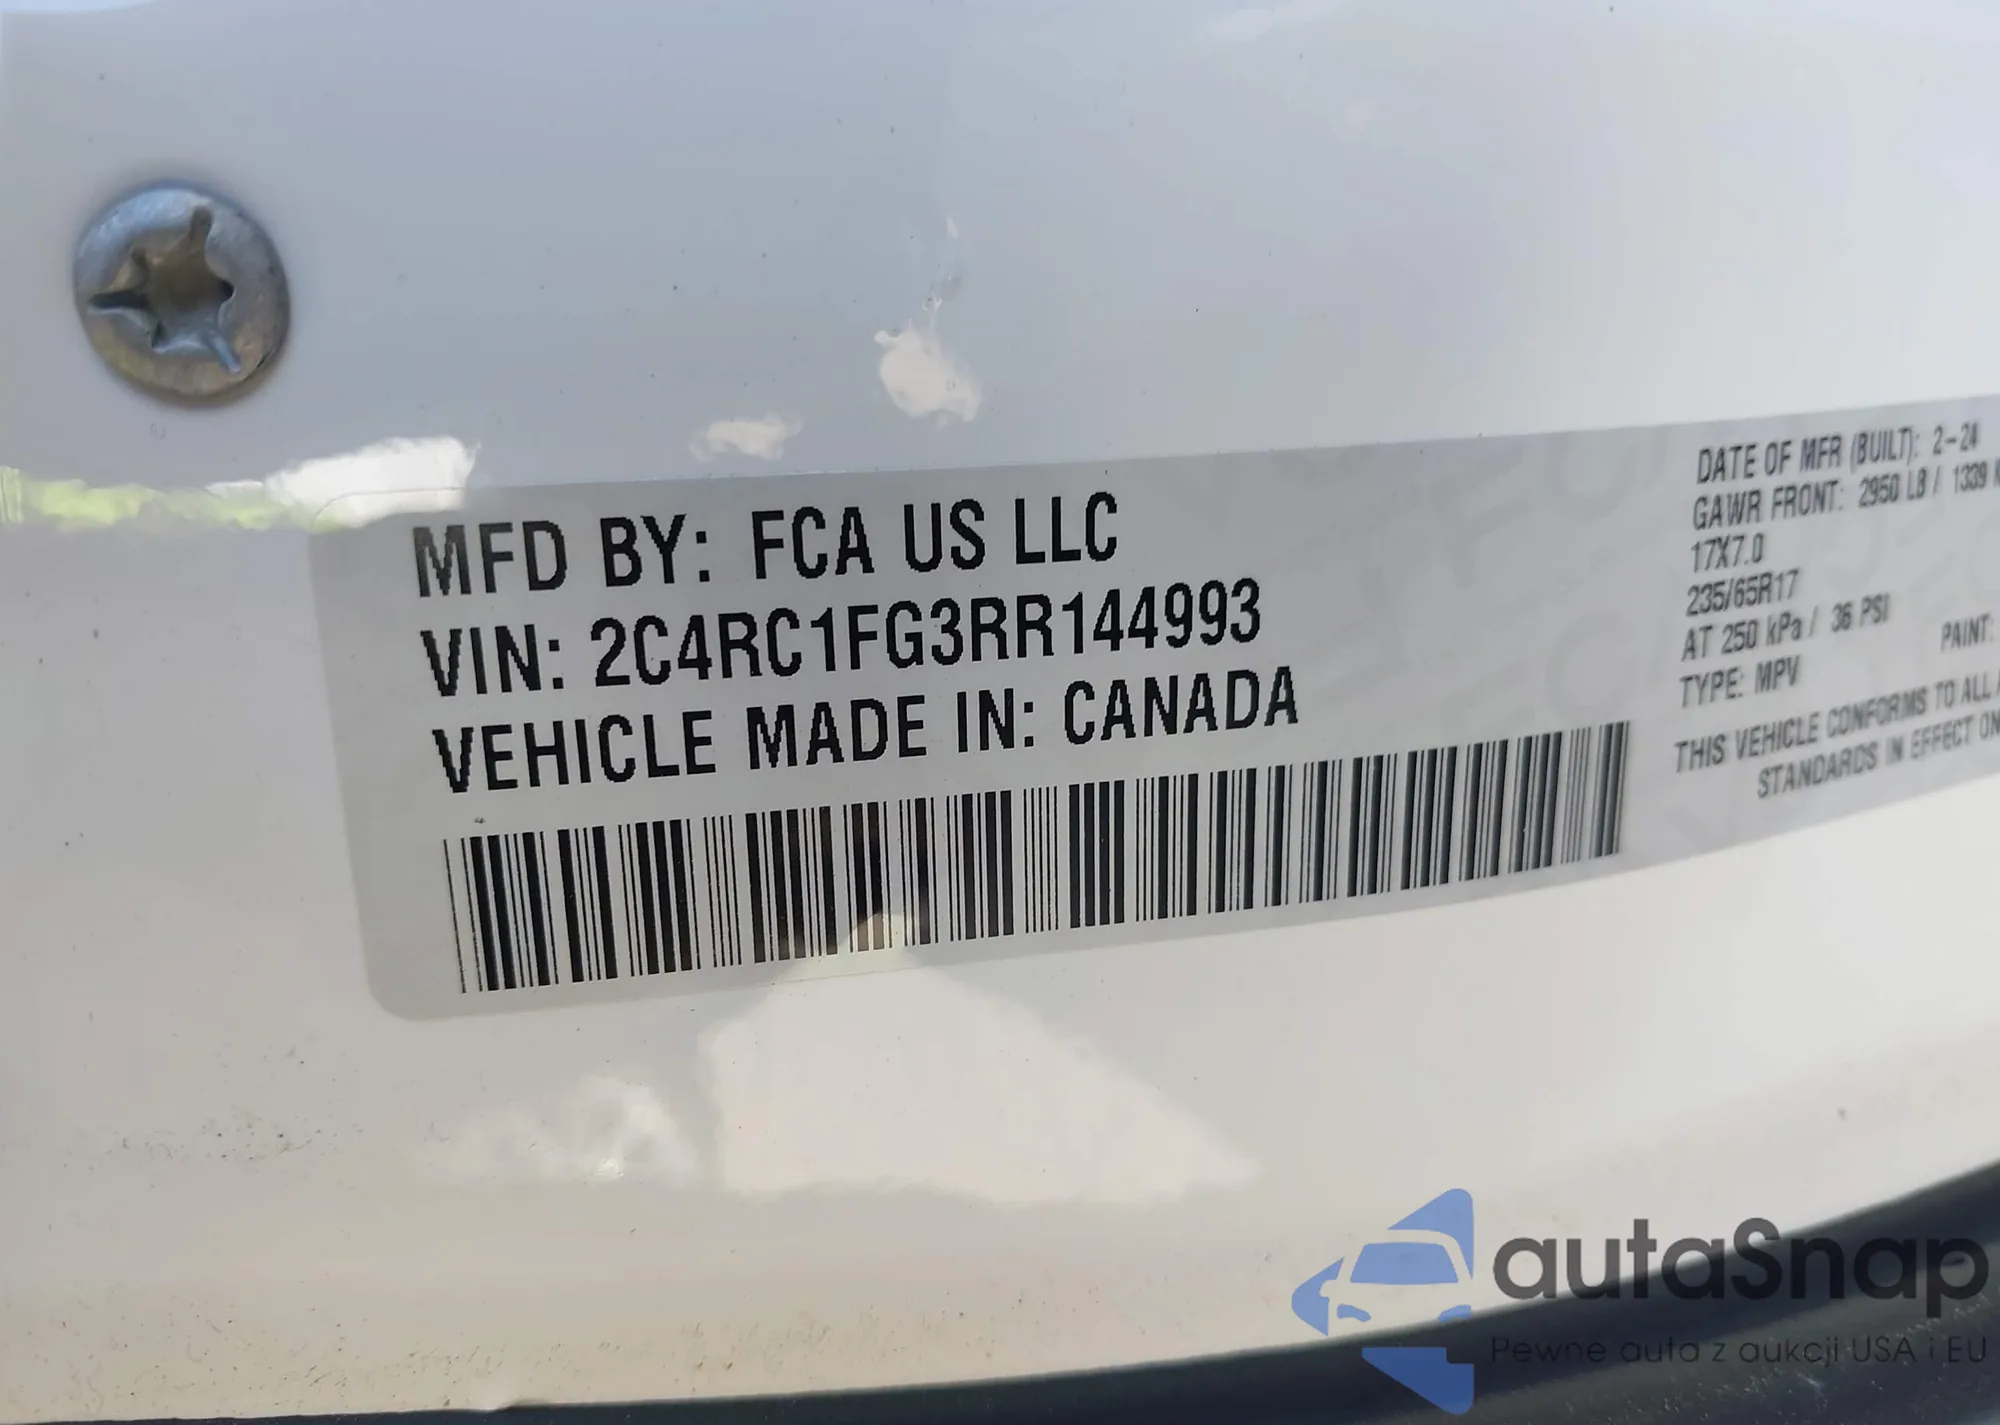 MFD BY: FCA US LLC
VIN: 2C4RC1FG3RR144993
VEHICLE MADE IN: CANADA
DATE OF MFR (BUILT): 2-24
GAWR FRONT: 2950 LB / 1339 K
17X7.0
235/65R17
AT 250 kPa / 36 PSI
TYPE: MPV
PAINT:
THIS VEHICLE CONFORMS TO ALL A
STANDARDS IN EFFECT ON
autaSnap
Pewne auta z aukcji USA i EU